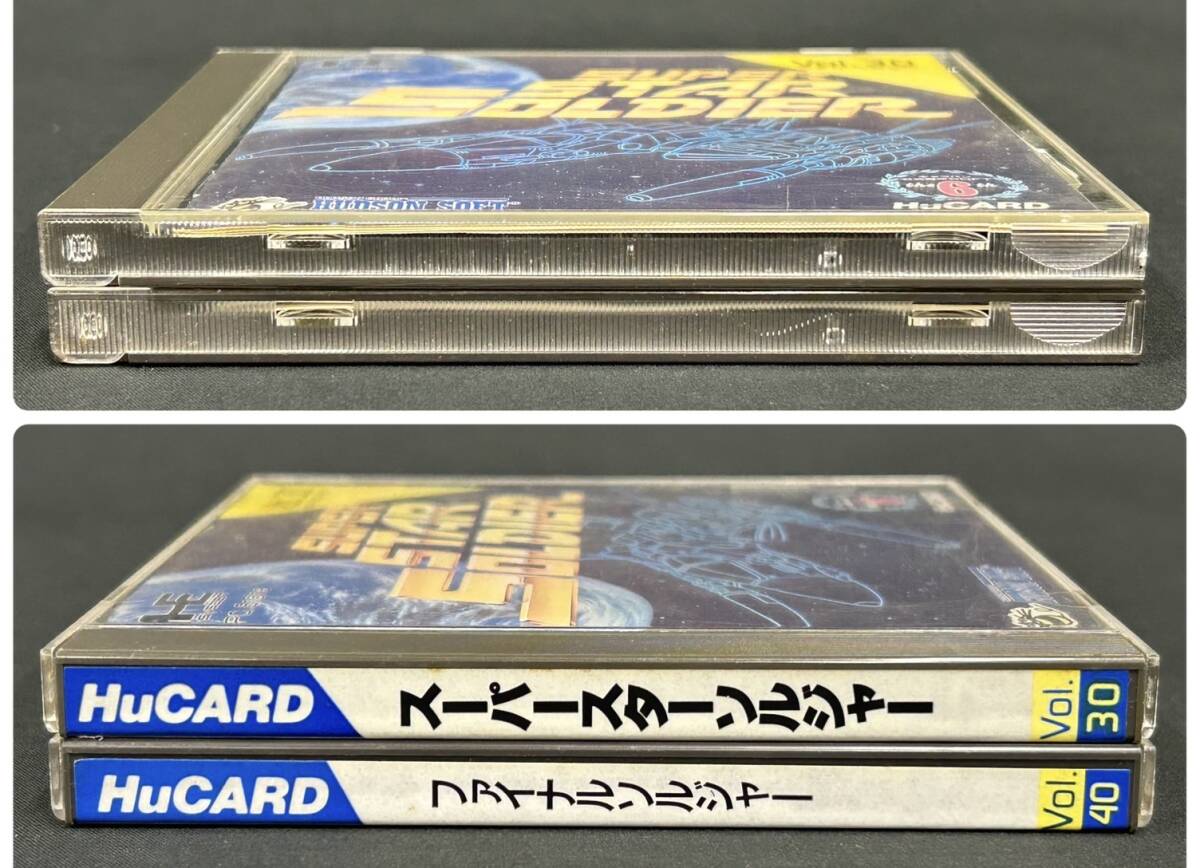 Vol.30
SUPER
STAR
SOLDIER
6
HUDSON SOFT
HuCARD
SUPER
STAR
SOLDIER
HuCARD
スーパースターソルジャー
Vol. 30
HuCARD
ファイナルソルジャー
Vol. 40